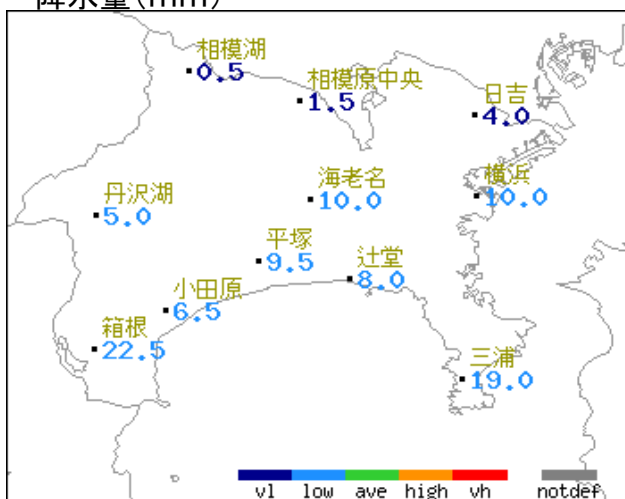 降水量(mm)
相模湖
0.5
相模原中央
1.5
日吉
4.0
丹沢湖
5.0
海老名
10.0
横浜
10.0
平塚
9.5
辻堂
8.0
小田原
6.5
箱根
22.5
三浦
19.0
vl low ave high vh notdef